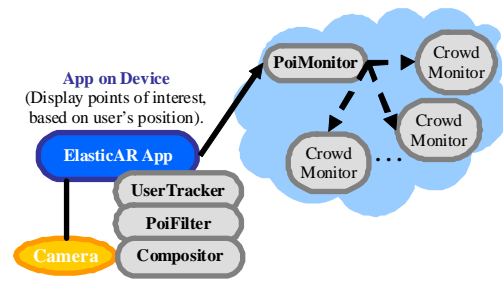 App on Device
(Display points of interest,
based on user's position).
ElasticAR App
UserTracker
PoiFilter
Compositor
Camera
PoiMonitor
Crowd
Monitor
Crowd
Monitor
Crowd
Monitor
...